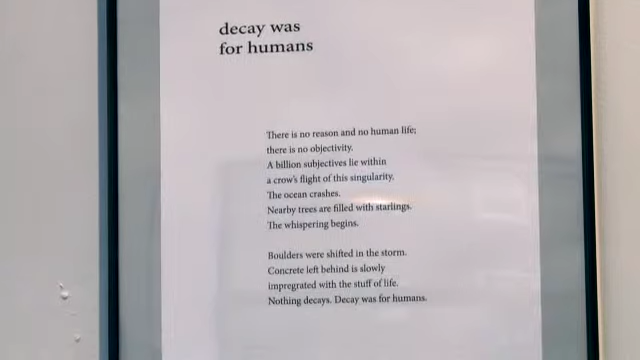 decay was
for humans
There is no reason and no human life;
there is no objectivity.
A billion subjectives lie within
a crow's flight of this singularity.
The ocean crashes.
Nearby trees are filled with starlings.
The whispering begins.
Boulders were shifted in the storm.
Concrete left behind is slowly
impregnated with the stuff of life.
Nothing decays. Decay was for humans.